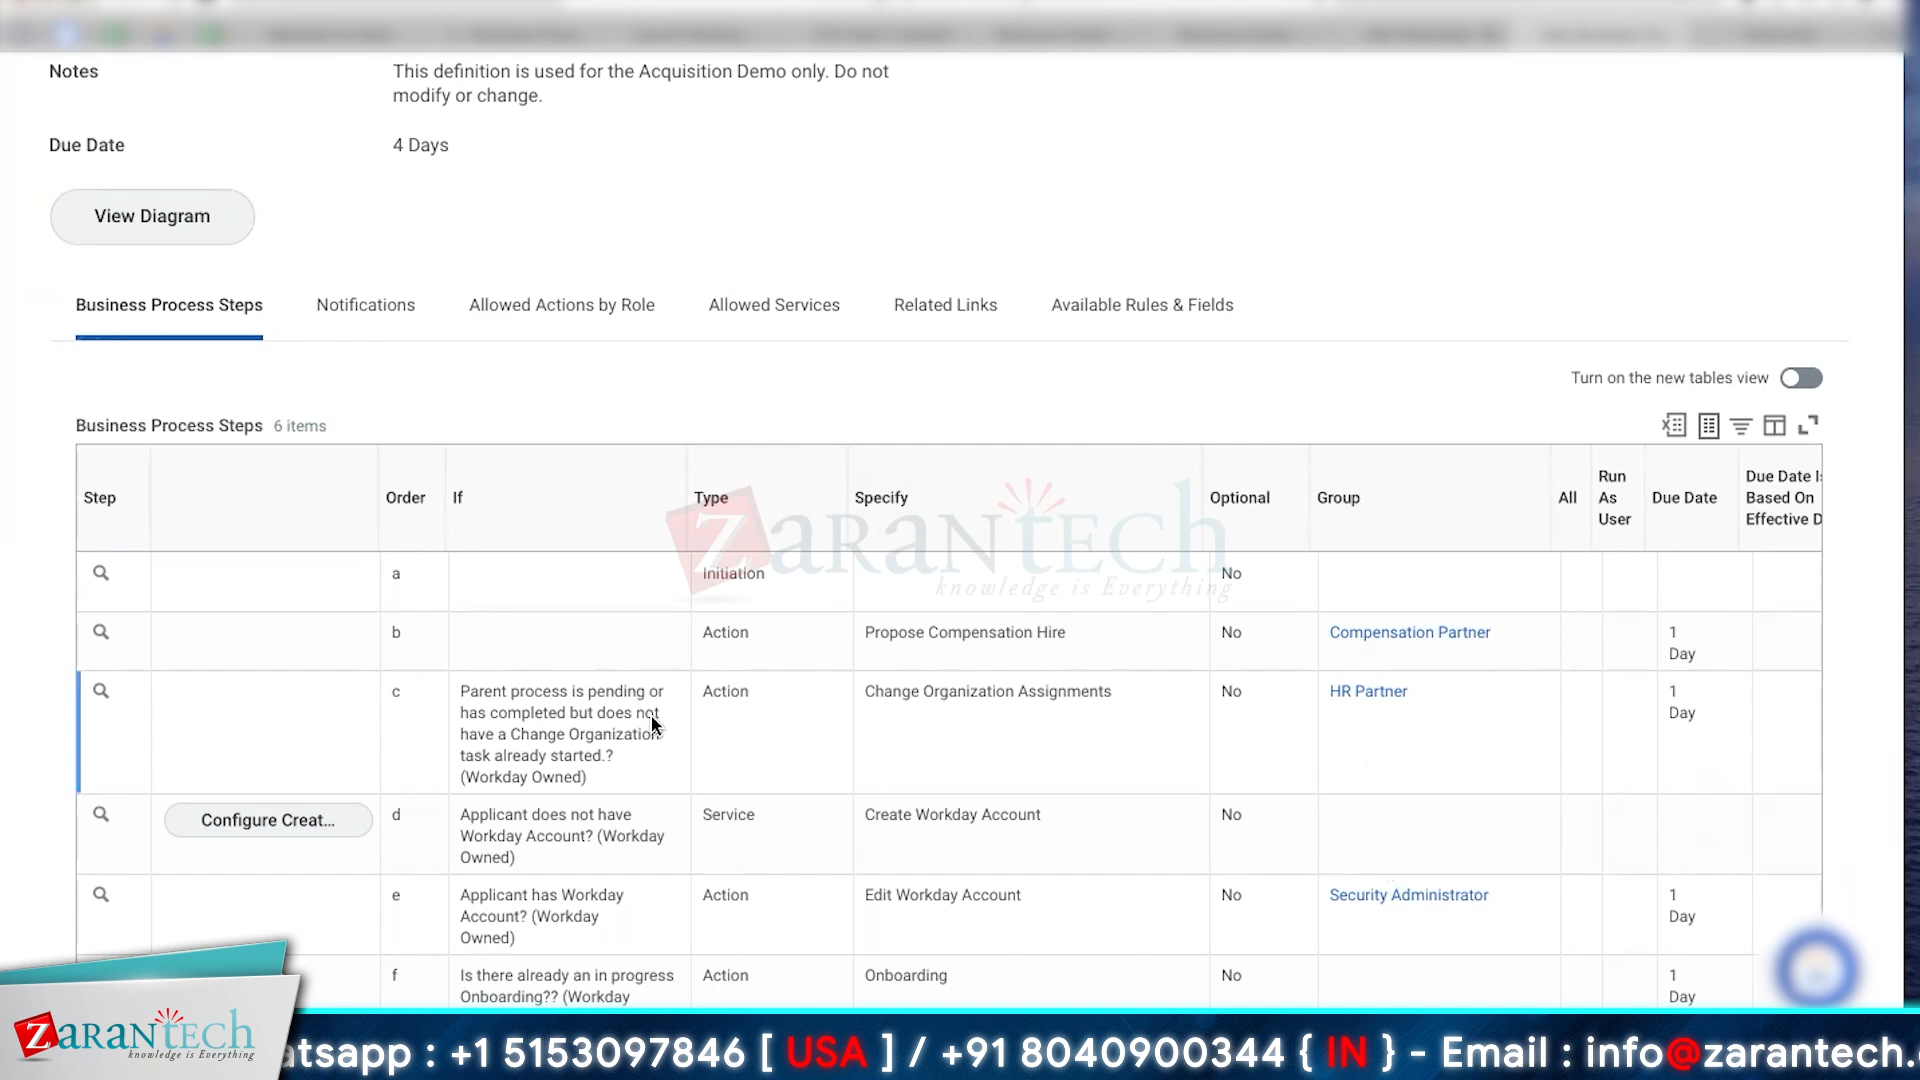 Notes
This definition is used for the Acquisition Demo only. Do not
modify or change.
Due Date
4 Days
View Diagram
Business Process Steps
Notifications
Allowed Actions by Role
Allowed Services
Related Links
Available Rules & Fields
Turn on the new tables view
Business Process Steps 6 items
Step
Order
If
Type
Specify
Optional
Group
All
Run
As
User
Due Date
Due Date I
Based On
Effective D
a
Initiation
No
b
Action
Propose Compensation Hire
No
Compensation Partner
1
Day
c
Parent process is pending or
has completed but does not
have a Change Organization
task already started.?
(Workday Owned)
Action
Change Organization Assignments
No
HR Partner
1
Day
Configure Creat...
d
Applicant does not have
Workday Account? (Workday
Owned)
Service
Create Workday Account
No
e
Applicant has Workday
Account? (Workday
Owned)
Action
Edit Workday Account
No
Security Administrator
1
Day
f
Is there already an in progress
Onboarding?? (Workday
Action
Onboarding
No
1
Day
ZaranTech
knowledge is Everything
ZaranTech
knowledge is Everything
atsapp : +1 5153097846 [ USA ] / +91 8040900344 { IN } - Email : info@zarantech.